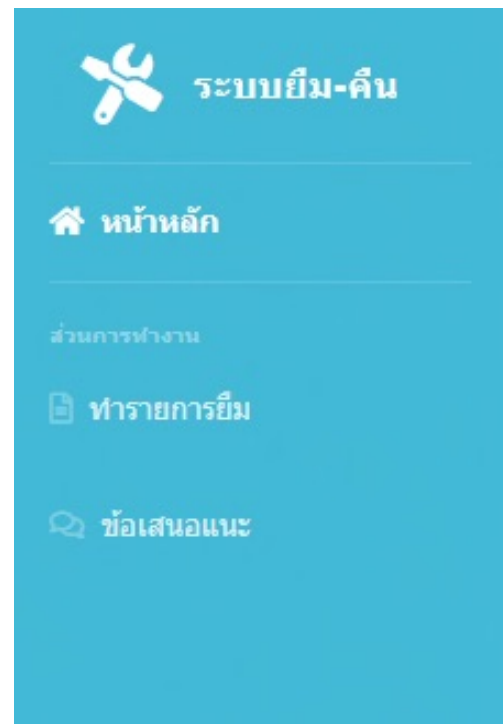 ระบบยืม-คืน
หน้าหลัก
ส่วนการทำงาน
ทำรายการยืม
ข้อเสนอแนะ